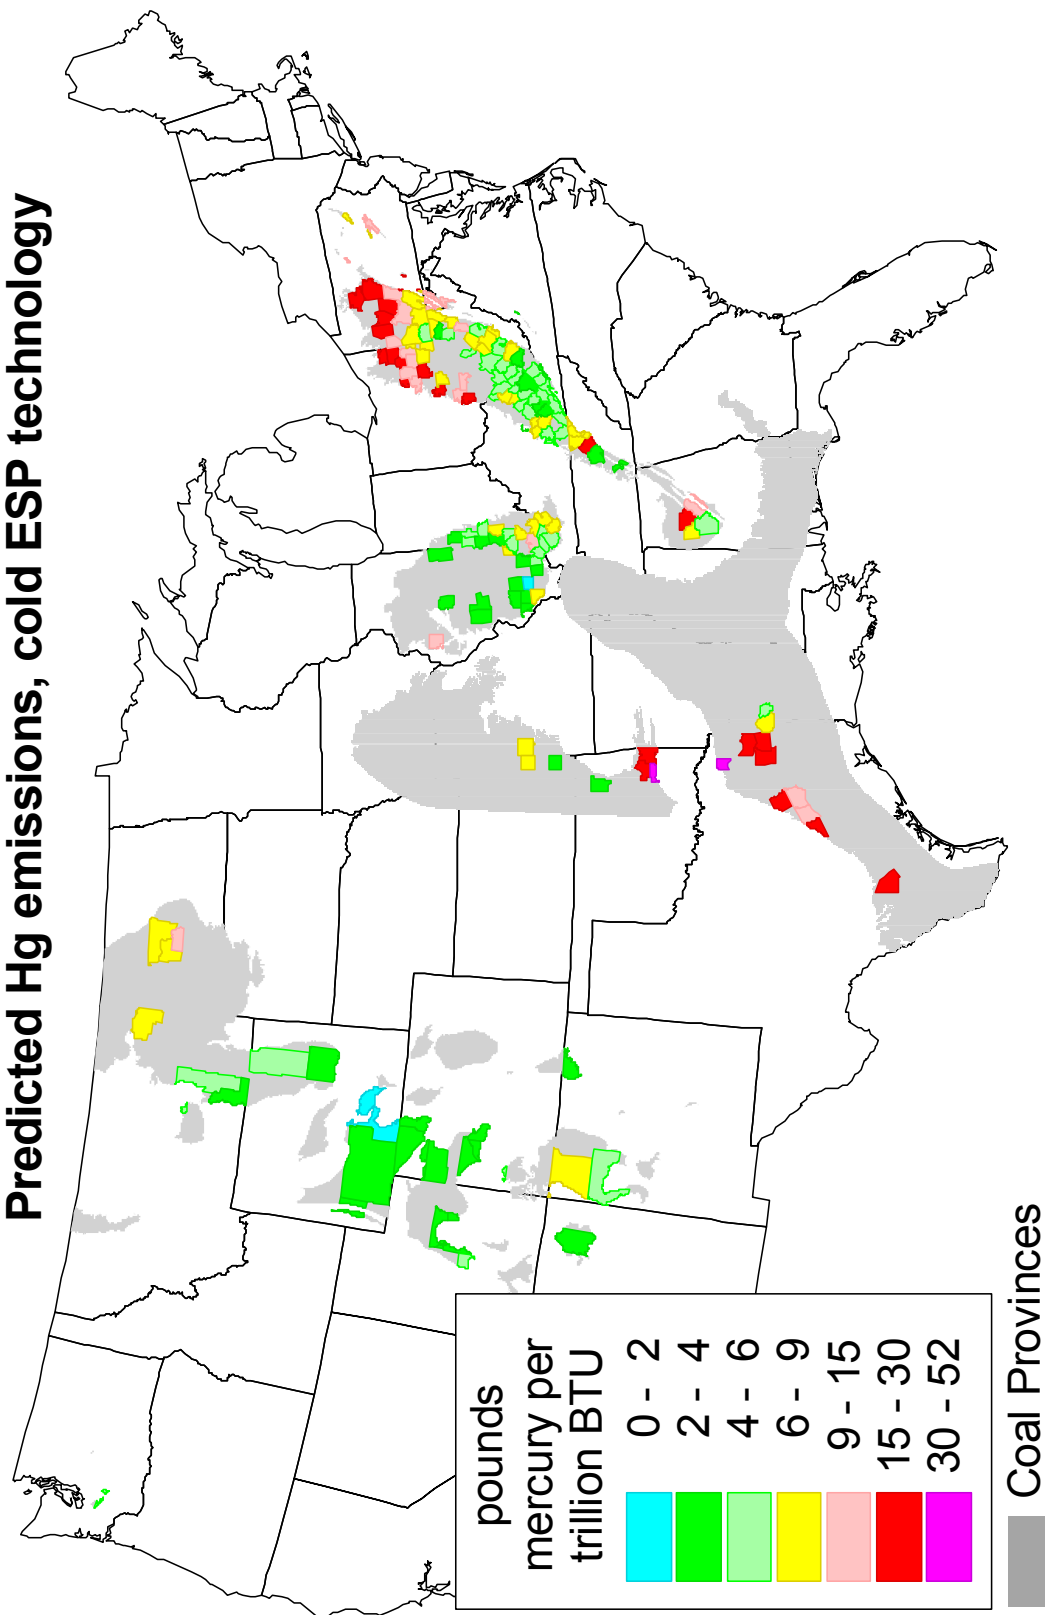 Predicted Hg emissions, cold ESP technology
pounds
mercury per
trillion BTU
0 - 2
2 - 4
4 - 6
6 - 9
9 - 15
15 - 30
30 - 52
Coal Provinces